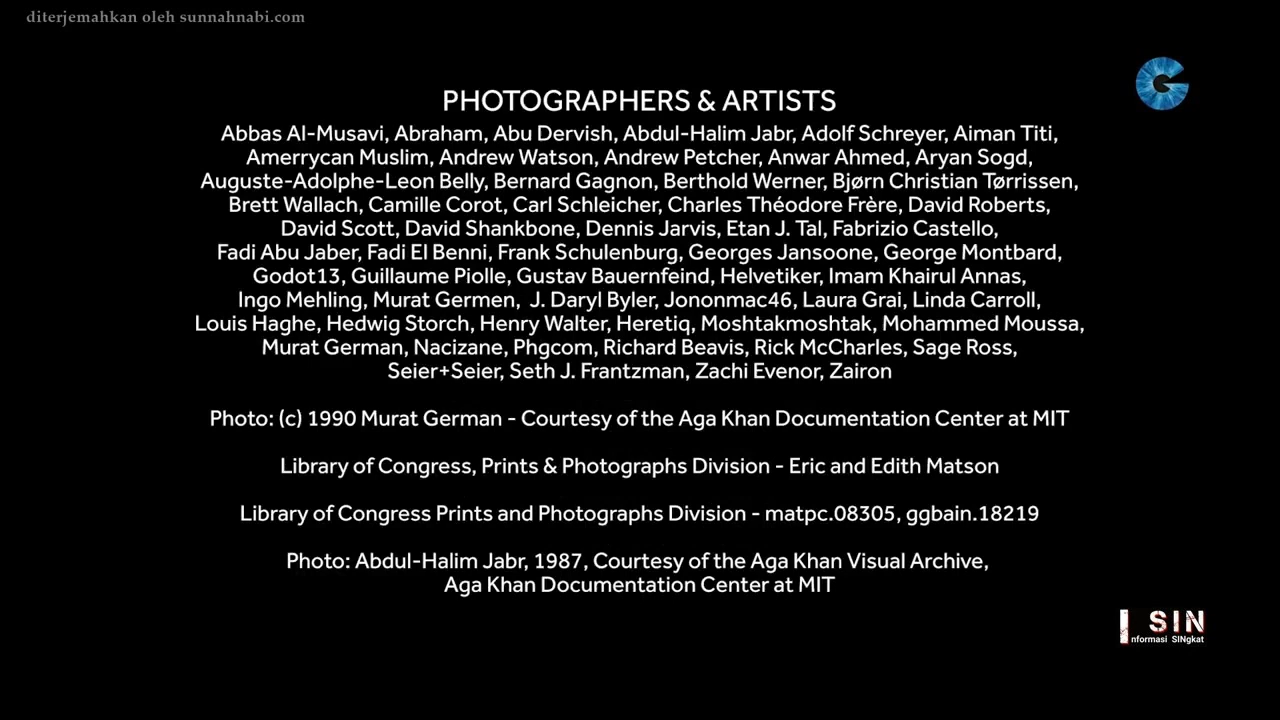 diterjemahkan oleh sunnahnabi.com
PHOTOGRAPHERS & ARTISTS
Abbas Al-Musavi, Abraham, Abu Dervish, Abdul-Halim Jabr, Adolf Schreyer, Aiman Titi,
Amerrycan Muslim, Andrew Watson, Andrew Petcher, Anwar Ahmed, Aryan Sogd,
Auguste-Adolphe-Leon Belly, Bernard Gagnon, Berthold Werner, Bjørn Christian Tørrissen,
Brett Wallach, Camille Corot, Carl Schleicher, Charles Théodore Frère, David Roberts,
David Scott, David Shankbone, Dennis Jarvis, Etan J. Tal, Fabrizio Castello,
Fadi Abu Jaber, Fadi El Benni, Frank Schulenburg, Georges Jansoone, George Montbard,
Godot13, Guillaume Piolle, Gustav Bauernfeind, Helvetiker, Imam Khairul Annas,
Ingo Mehling, Murat Germen, J. Daryl Byler, Jononmac46, Laura Grai, Linda Carroll,
Louis Haghe, Hedwig Storch, Henry Walter, Heretiq, Moshtakmoshtak, Mohammed Moussa,
Murat German, Nacizane, Phgcom, Richard Beavis, Rick McCharles, Sage Ross,
Seier+Seier, Seth J. Frantzman, Zachi Evenor, Zairon
Photo: (c) 1990 Murat German - Courtesy of the Aga Khan Documentation Center at MIT
Library of Congress, Prints & Photographs Division - Eric and Edith Matson
Library of Congress Prints and Photographs Division - matpc.08305, ggbain.18219
Photo: Abdul-Halim Jabr, 1987, Courtesy of the Aga Khan Visual Archive,
Aga Khan Documentation Center at MIT
I SIN
nformasi SINgkat